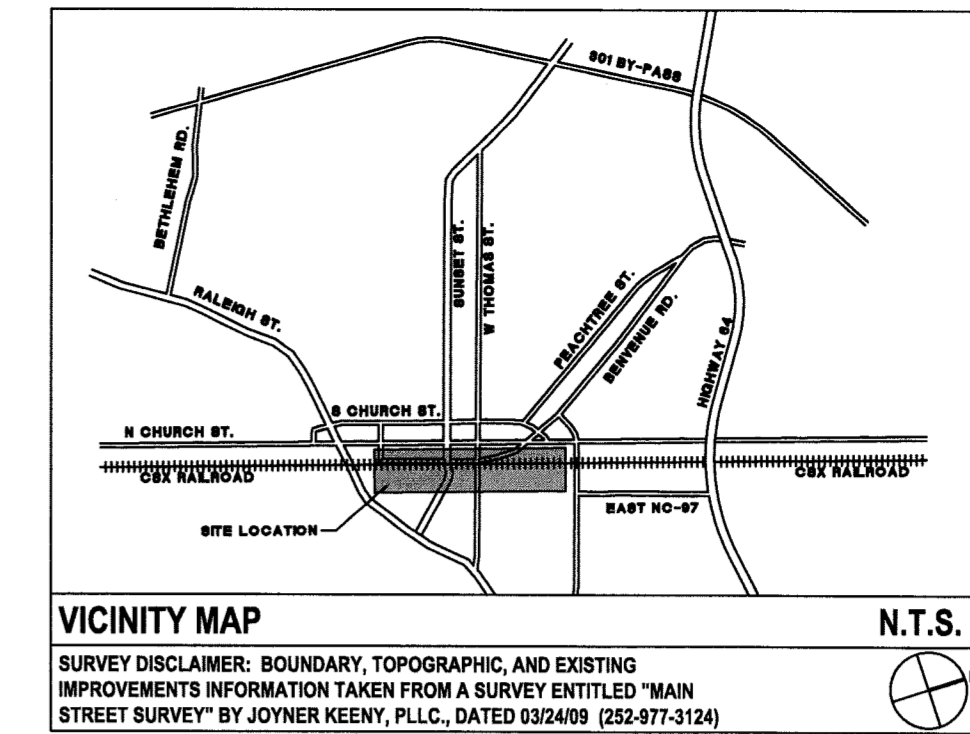 301 BY-PASS
BETHLEHEM RD.
SUNSET ST.
W THOMAS ST.
RALEIGH ST.
PEACHTREE ST.
BENVENUE RD.
HIGHWAY 64
S CHURCH ST.
N CHURCH ST.
CSX RAILROAD
CSX RAILROAD
EAST NC-97
SITE LOCATION
VICINITY MAP
N.T.S.
SURVEY DISCLAIMER: BOUNDARY, TOPOGRAPHIC, AND EXISTING
IMPROVEMENTS INFORMATION TAKEN FROM A SURVEY ENTITLED "MAIN
STREET SURVEY" BY JOYNER KEENY, PLLC., DATED 03/24/09 (252-977-3124)